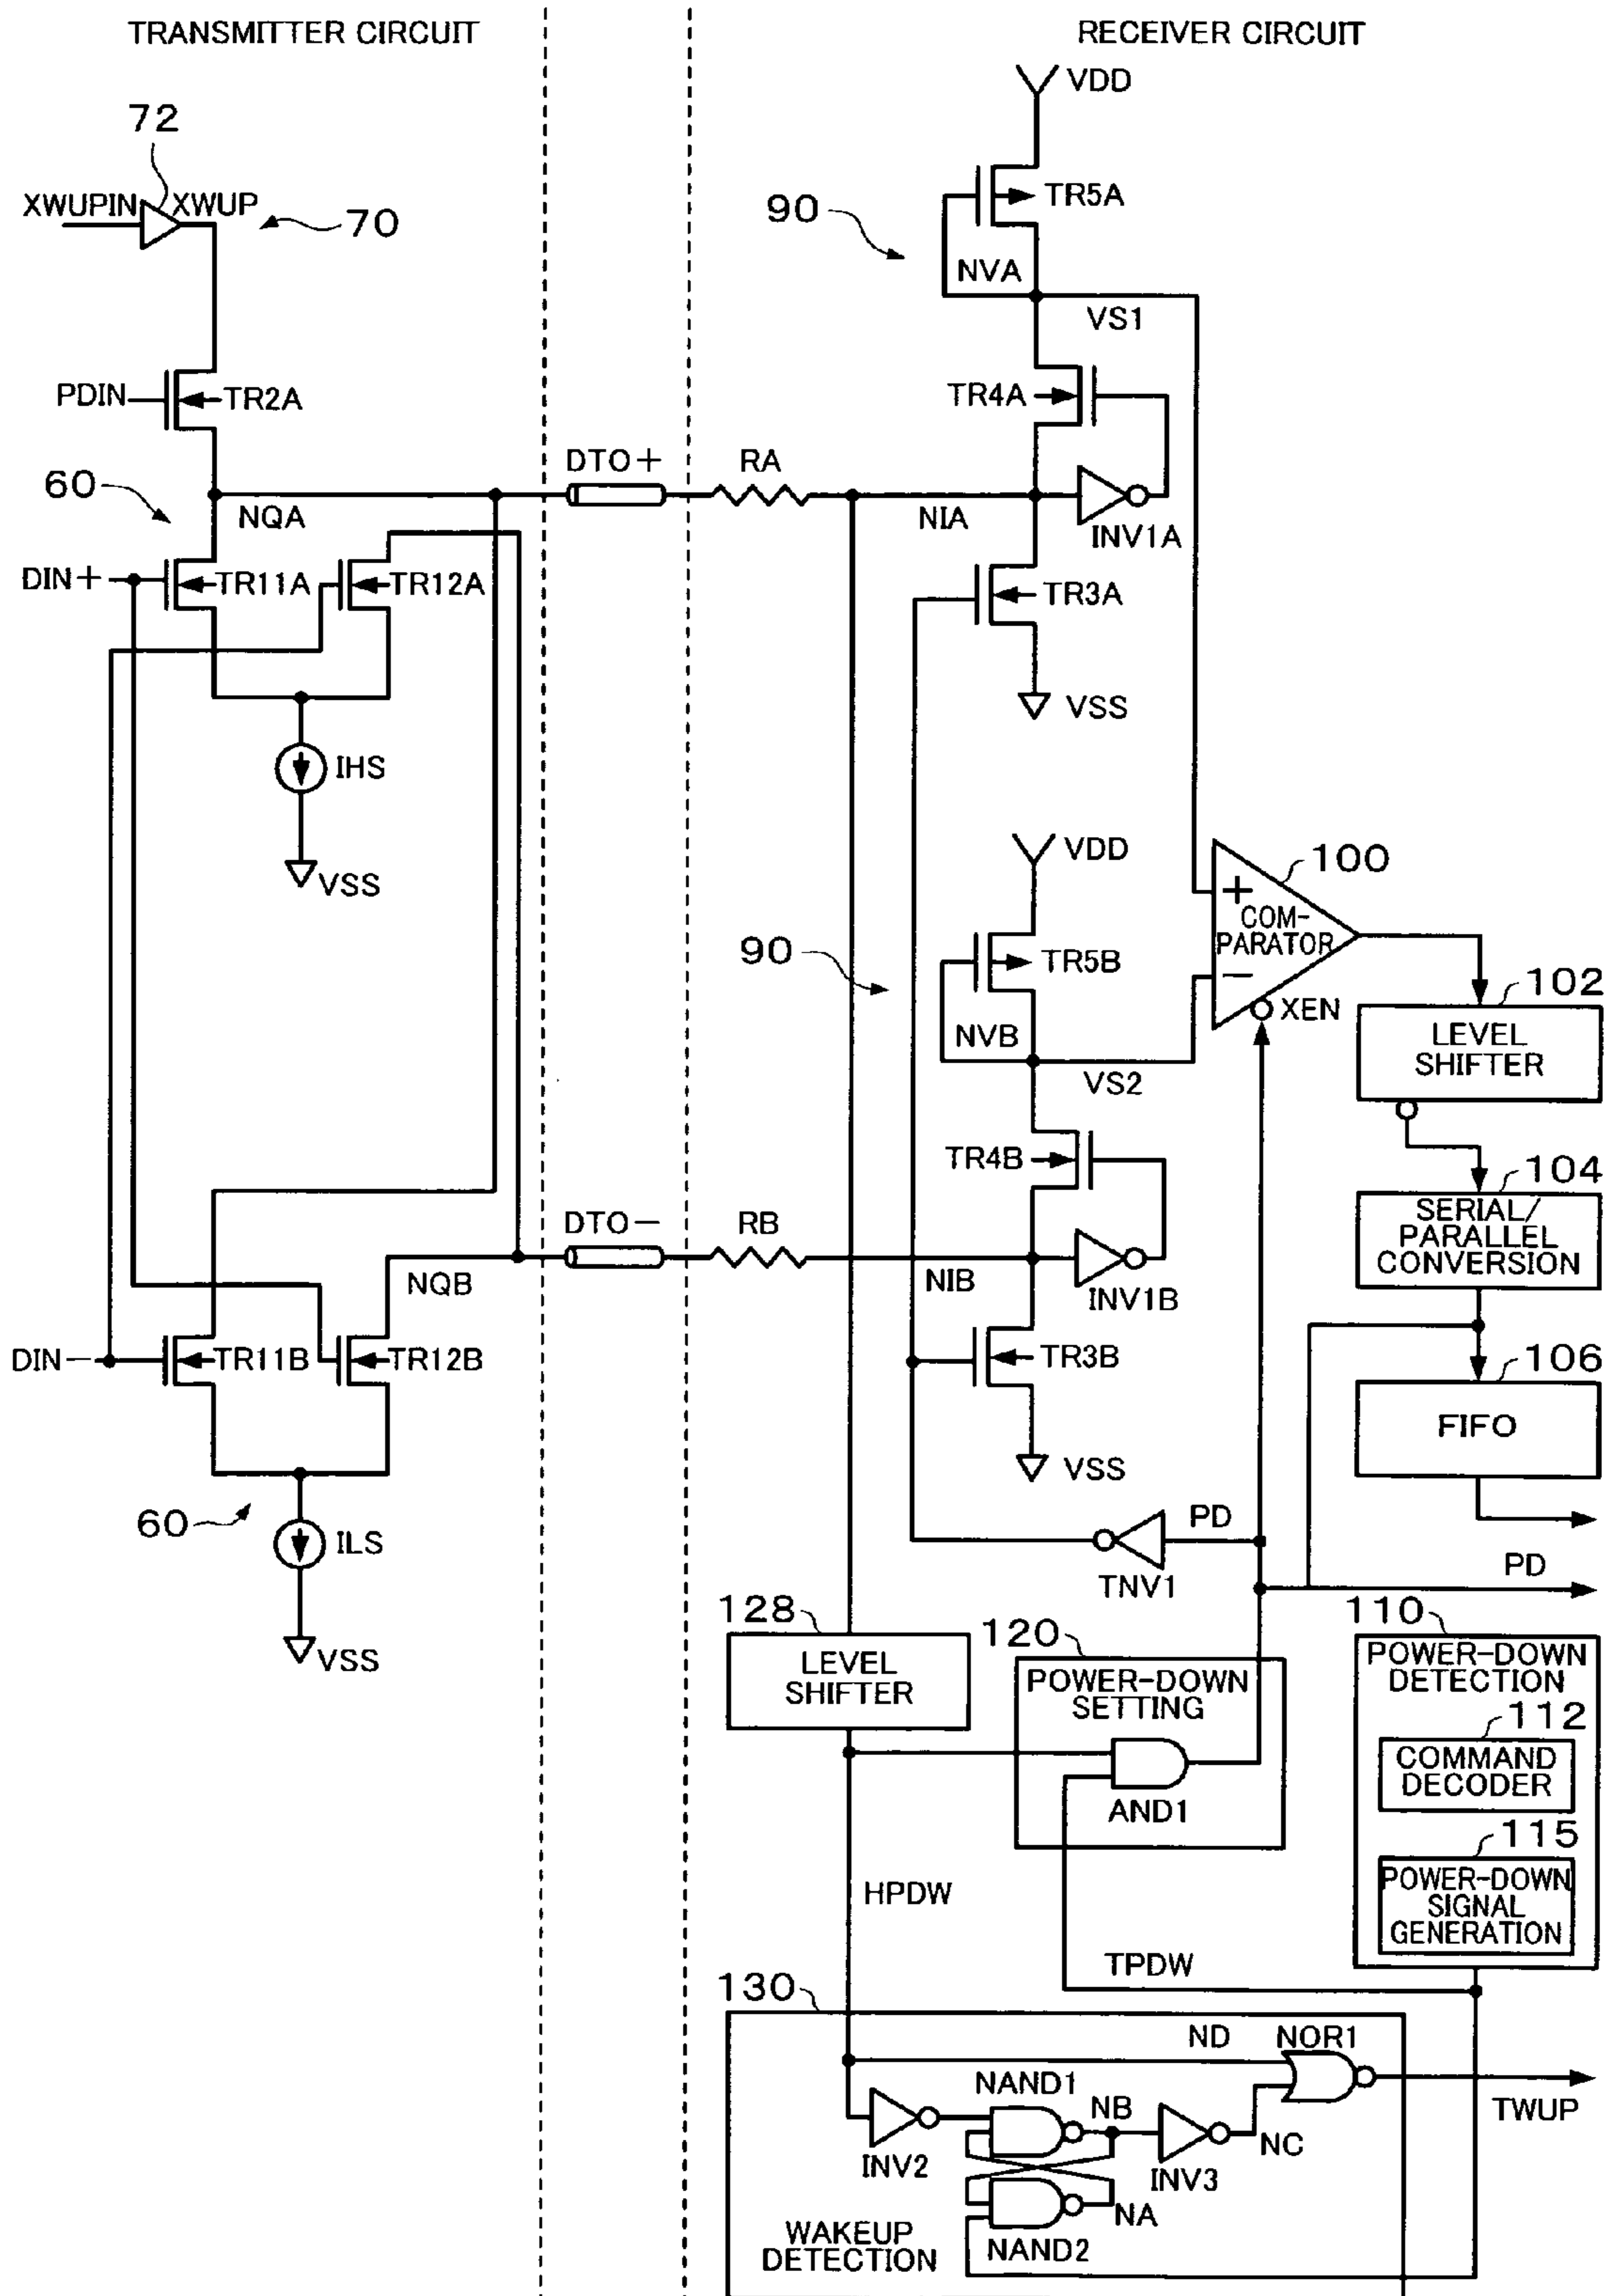 TRANSMITTER CIRCUIT
RECEIVER CIRCUIT
VDD
72
XWUPIN
XWUP
70
90
TR5A
NVA
VS1
PDIN
TR2A
TR4A
60
NQA
DTO+
RA
NIA
INV1A
DIN+
TR11A
TR12A
TR3A
VSS
IHS
VSS
VDD
100
+
COM-
PARATOR
−
XEN
90
TR5B
NVB
VS2
102
LEVEL
SHIFTER
TR4B
104
SERIAL/
PARALLEL
CONVERSION
DTO−
RB
NQB
NIB
INV1B
DIN−
TR11B
TR12B
TR3B
106
FIFO
VSS
60
ILS
PD
TNV1
PD
VSS
128
LEVEL
SHIFTER
120
POWER-DOWN
SETTING
AND1
110
POWER-DOWN
DETECTION
112
COMMAND
DECODER
115
POWER-DOWN
SIGNAL
GENERATION
HPDW
TPDW
130
ND
NOR1
NAND1
NB
TWUP
INV2
INV3
NC
NA
NAND2
WAKEUP
DETECTION